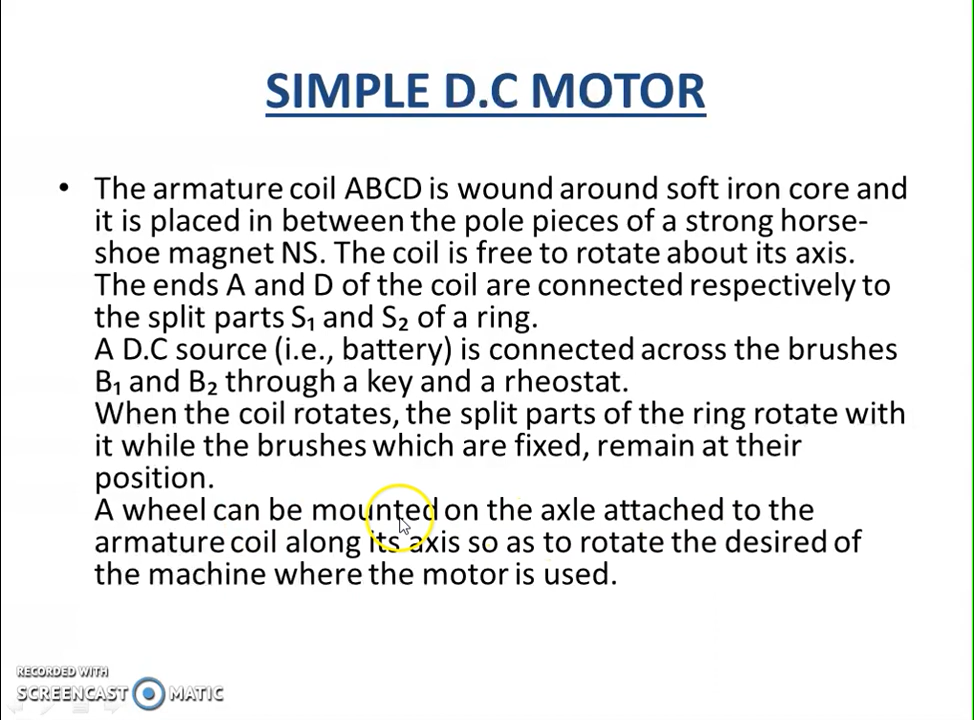 SIMPLE D.C MOTOR
• The armature coil ABCD is wound around soft iron core and
it is placed in between the pole pieces of a strong horse-
shoe magnet NS. The coil is free to rotate about its axis.
The ends A and D of the coil are connected respectively to
the split parts S₁ and S₂ of a ring.
A D.C source (i.e., battery) is connected across the brushes
B₁ and B₂ through a key and a rheostat.
When the coil rotates, the split parts of the ring rotate with
it while the brushes which are fixed, remain at their
position.
A wheel can be mounted on the axle attached to the
armature coil along its axis so as to rotate the desired of
the machine where the motor is used.
RECORDED WITH
SCREENCAST MATIC